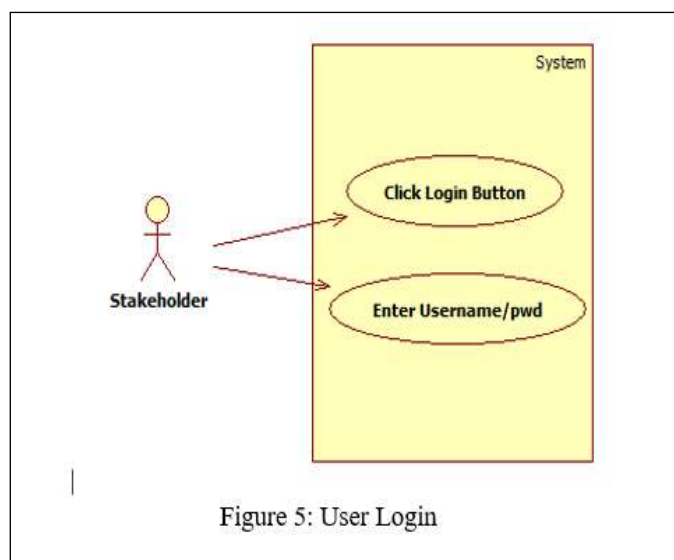 System
Click Login Button
Stakeholder
Enter Username/pwd
Figure 5: User Login